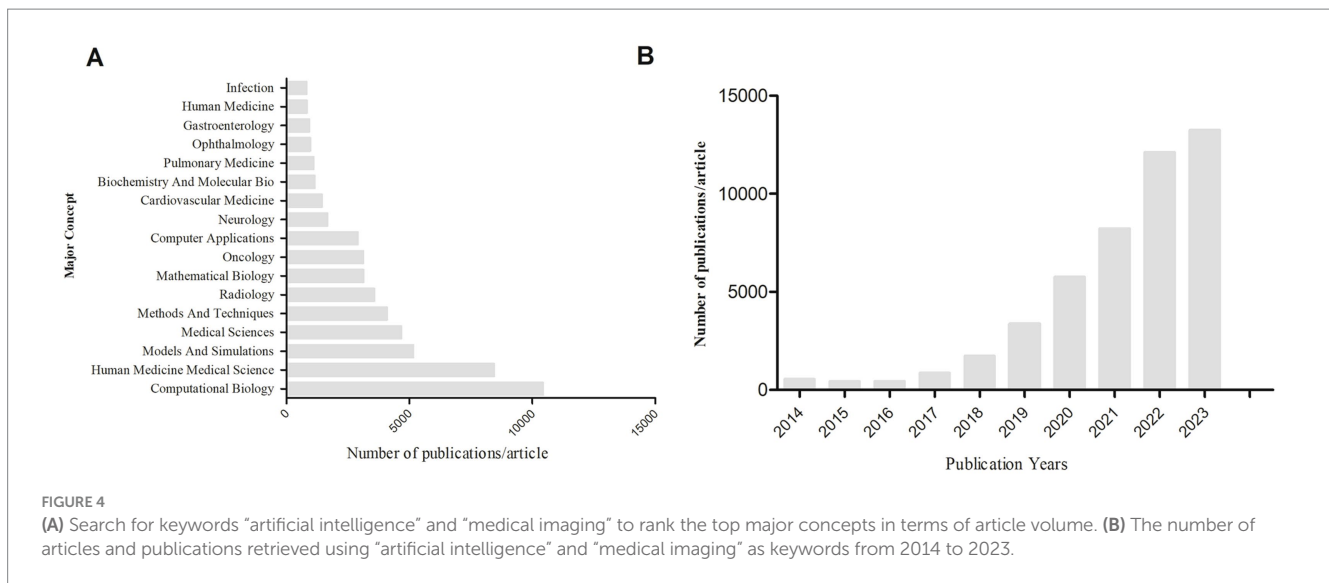 A
Major Concept
Infection
Human Medicine
Gastroenterology
Ophthalmology
Pulmonary Medicine
Biochemistry And Molecular Bio
Cardiovascular Medicine
Neurology
Computer Applications
Oncology
Mathematical Biology
Radiology
Methods And Techniques
Medical Sciences
Models And Simulations
Human Medicine Medical Science
Computational Biology
0
5000
10000
15000
Number of publications/article
B
Number of publications/article
15000
10000
5000
0
2014
2015
2016
2017
2018
2019
2020
2021
2022
2023
Publication Years
FIGURE 4
(A) Search for keywords “artificial intelligence” and “medical imaging” to rank the top major concepts in terms of article volume. (B) The number of
articles and publications retrieved using “artificial intelligence” and “medical imaging” as keywords from 2014 to 2023.